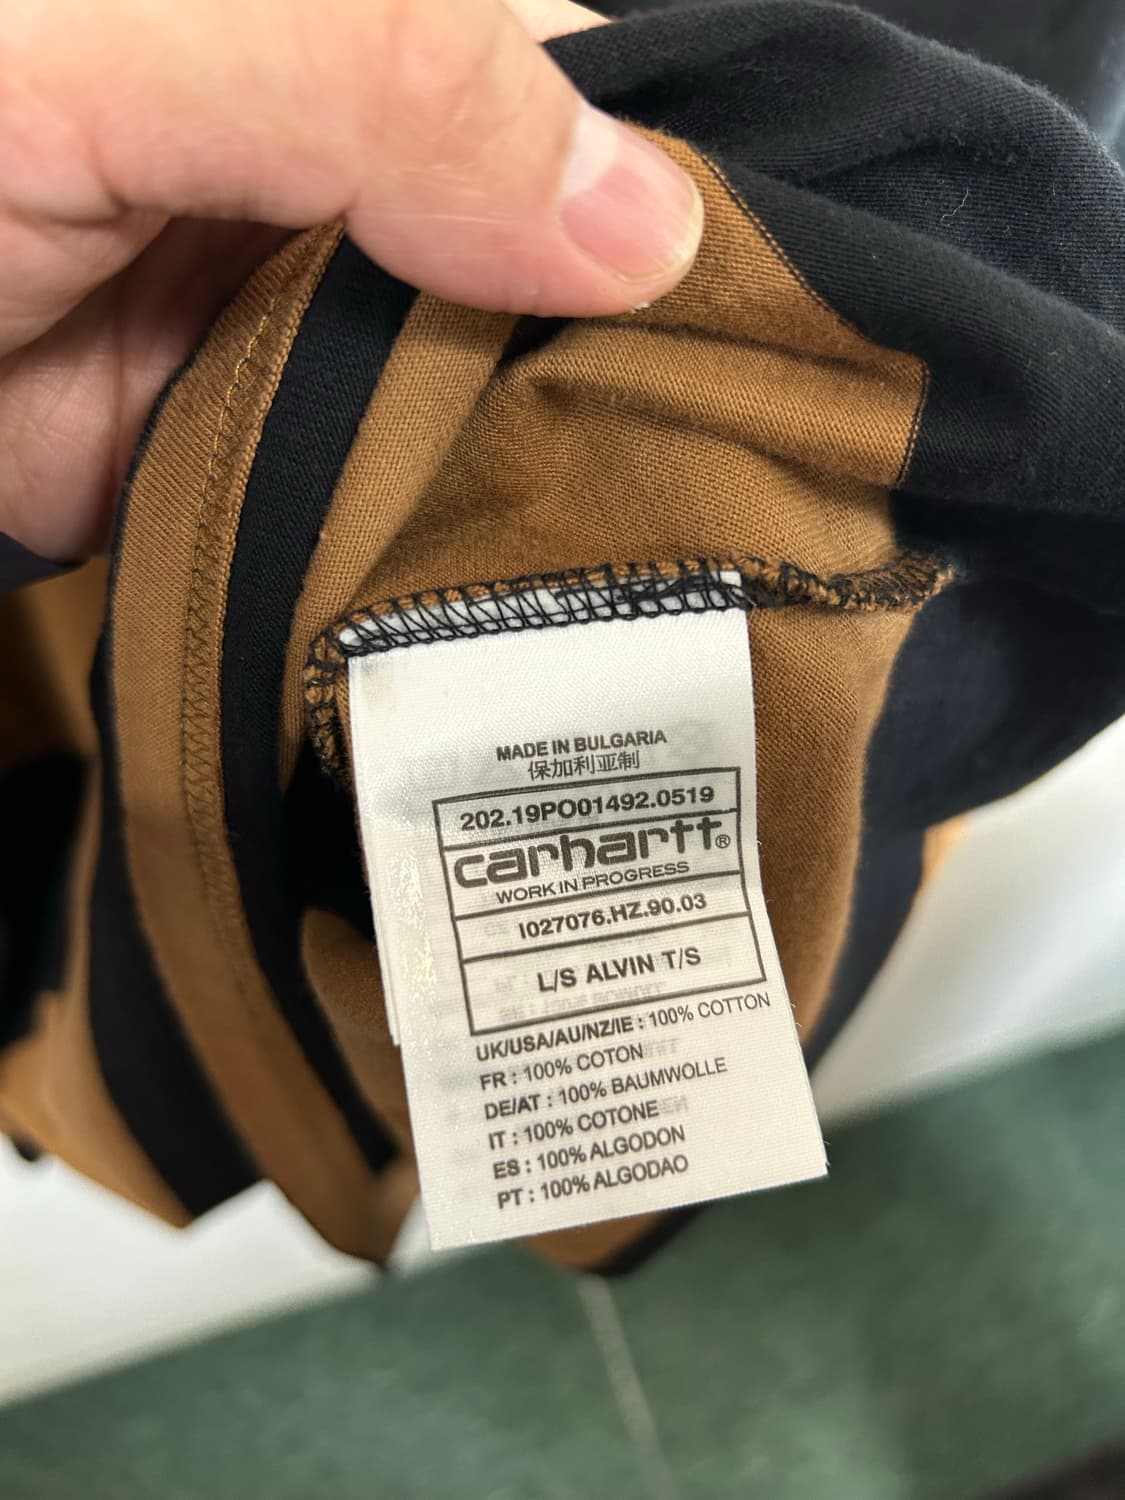 MADE IN BULGARIA
保加利亚制
202.19PO01492.0519
carhartt®
WORK IN PROGRESS
I027076.HZ.90.03
L/S ALVIN T/S
UK/USA/AU/NZ/IE : 100% COTTON
FR : 100% COTON
DE/AT : 100% BAUMWOLLE
IT : 100% COTONE
ES : 100% ALGODON
PT : 100% ALGODAO